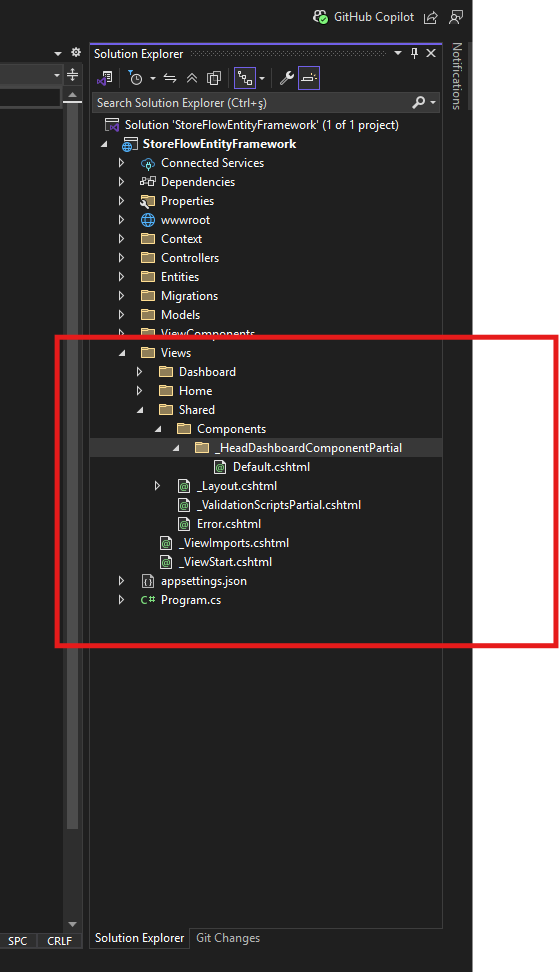 GitHub Copilot
Solution Explorer
Notifications
Search Solution Explorer (Ctrl+ş)
Solution 'StoreFlowEntityFramework' (1 of 1 project)
StoreFlowEntityFramework
Connected Services
Dependencies
Properties
wwwroot
Context
Controllers
Entities
Migrations
Models
ViewComponents
Views
Dashboard
Home
Shared
Components
_HeadDashboardComponentPartial
Default.cshtml
_Layout.cshtml
_ValidationScriptsPartial.cshtml
Error.cshtml
_ViewImports.cshtml
_ViewStart.cshtml
appsettings.json
C# Program.cs
SPC CRLF
Solution Explorer Git Changes